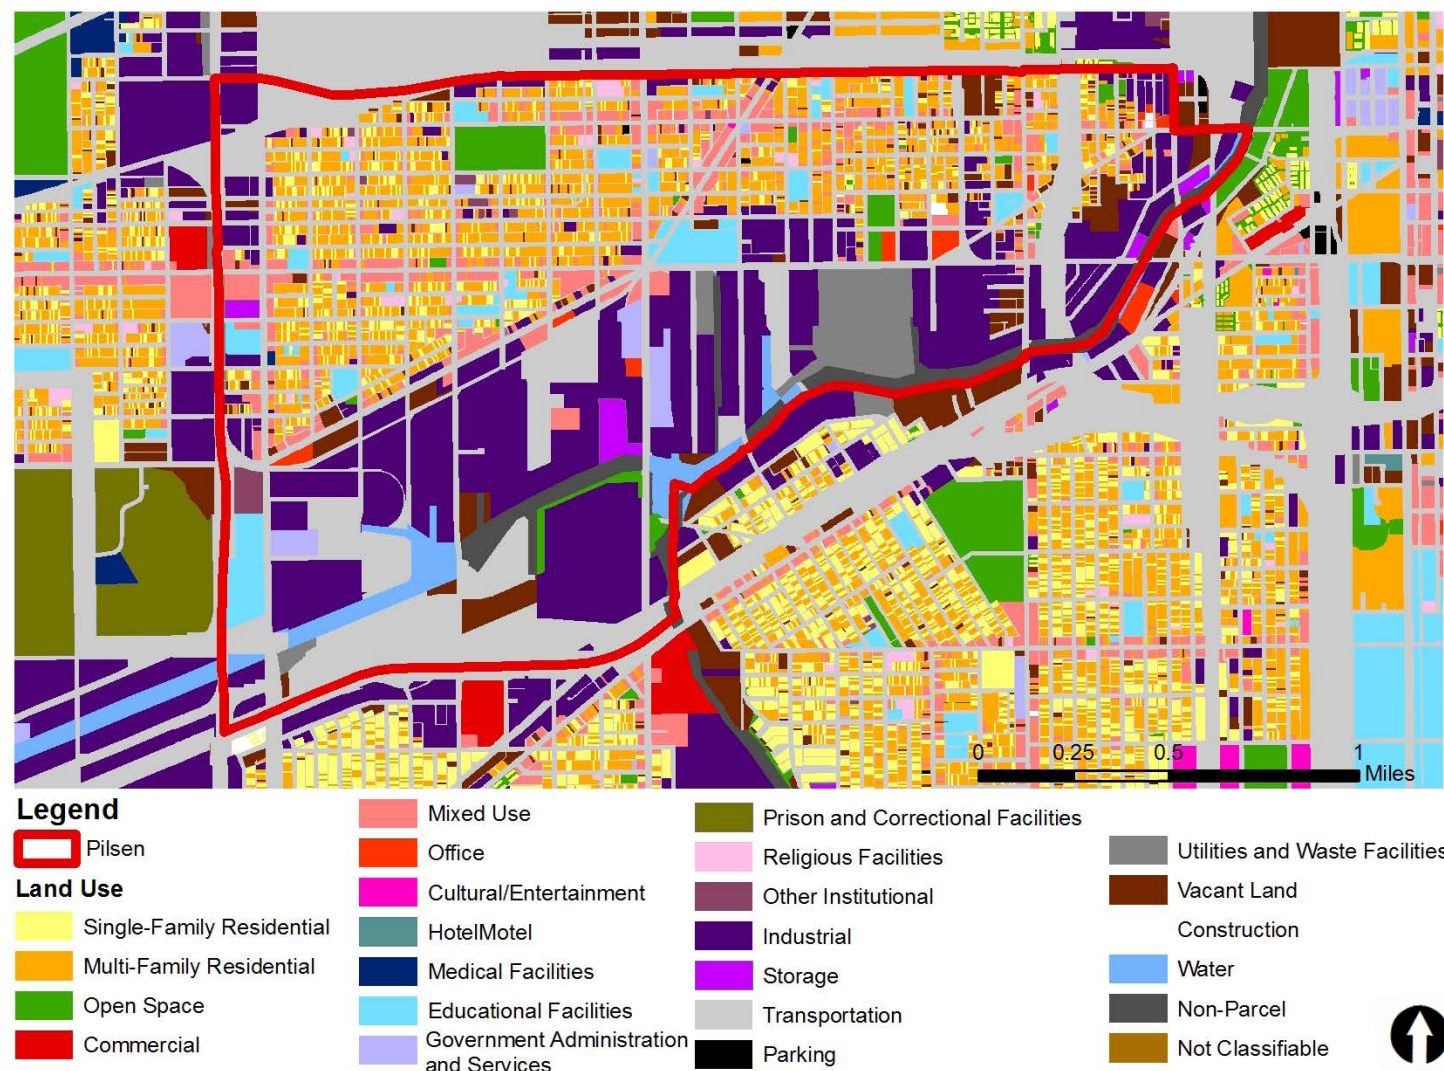 0 0.25 0.5 1
Miles
Legend
Pilsen
Land Use
Single-Family Residential
Multi-Family Residential
Open Space
Commercial
Mixed Use
Office
Cultural/Entertainment
HotelMotel
Medical Facilities
Educational Facilities
Government Administration
and Services
Prison and Correctional Facilities
Religious Facilities
Other Institutional
Industrial
Storage
Transportation
Parking
Utilities and Waste Facilities
Vacant Land
Construction
Water
Non-Parcel
Not Classifiable